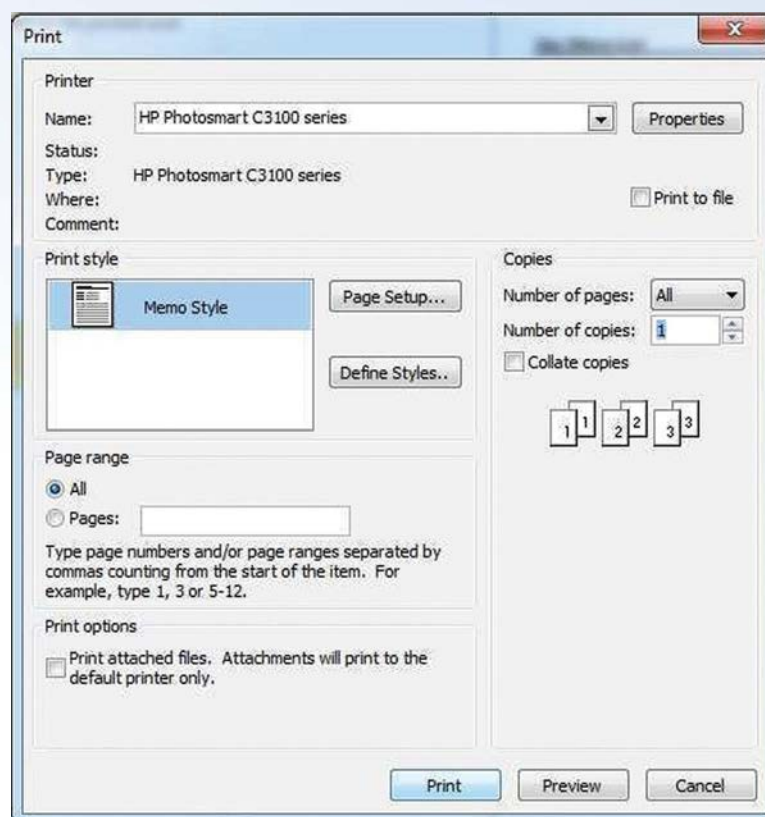 Print
Printer
Name: HP Photosmart C3100 series Properties
Status:
Type: HP Photosmart C3100 series
Where: Print to file
Comment:
Print style
Memo Style
Page Setup...
Define Styles..
Copies
Number of pages: All
Number of copies: 1
Collate copies
1 1 2 2 3 3
Page range
All
Pages:
Type page numbers and/or page ranges separated by
commas counting from the start of the item. For
example, type 1, 3 or 5-12.
Print options
Print attached files. Attachments will print to the
default printer only.
Print Preview Cancel